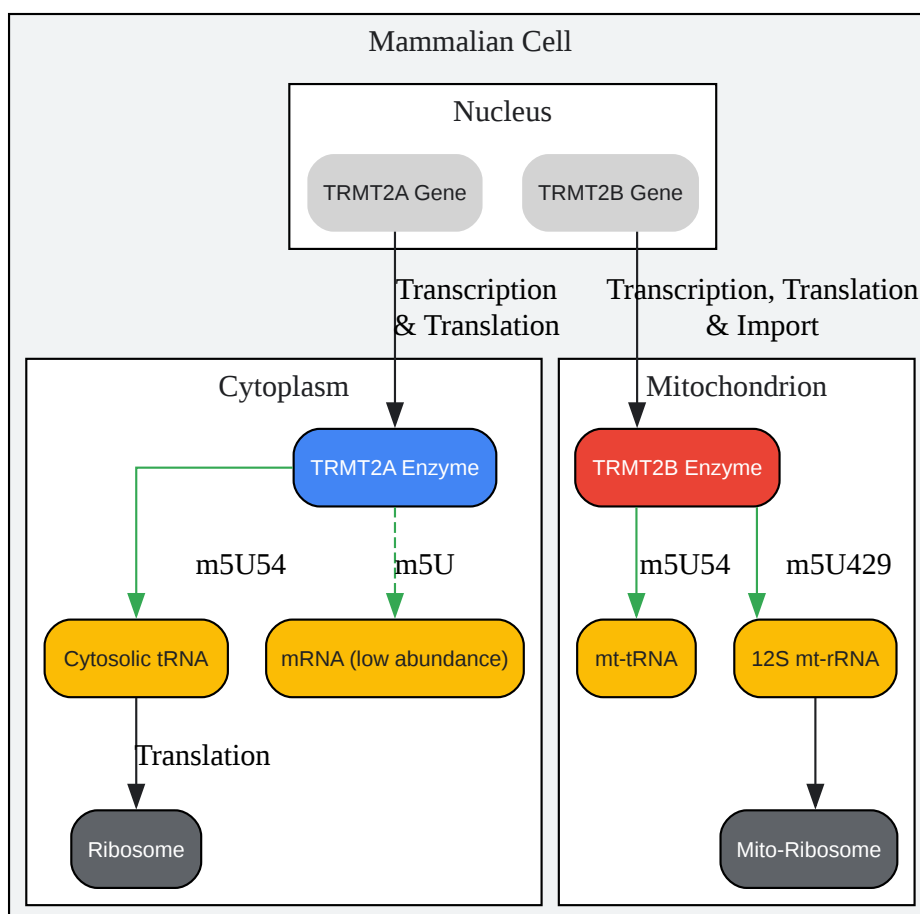 Mammalian Cell
Nucleus
TRMT2A Gene
TRMT2B Gene
Transcription
& Translation
Transcription, Translation
& Import
Cytoplasm
Mitochondrion
TRMT2A Enzyme
TRMT2B Enzyme
m5U54
m5U
m5U54
m5U429
Cytosolic tRNA
mRNA (low abundance)
mt-tRNA
12S mt-rRNA
Translation
Ribosome
Mito-Ribosome